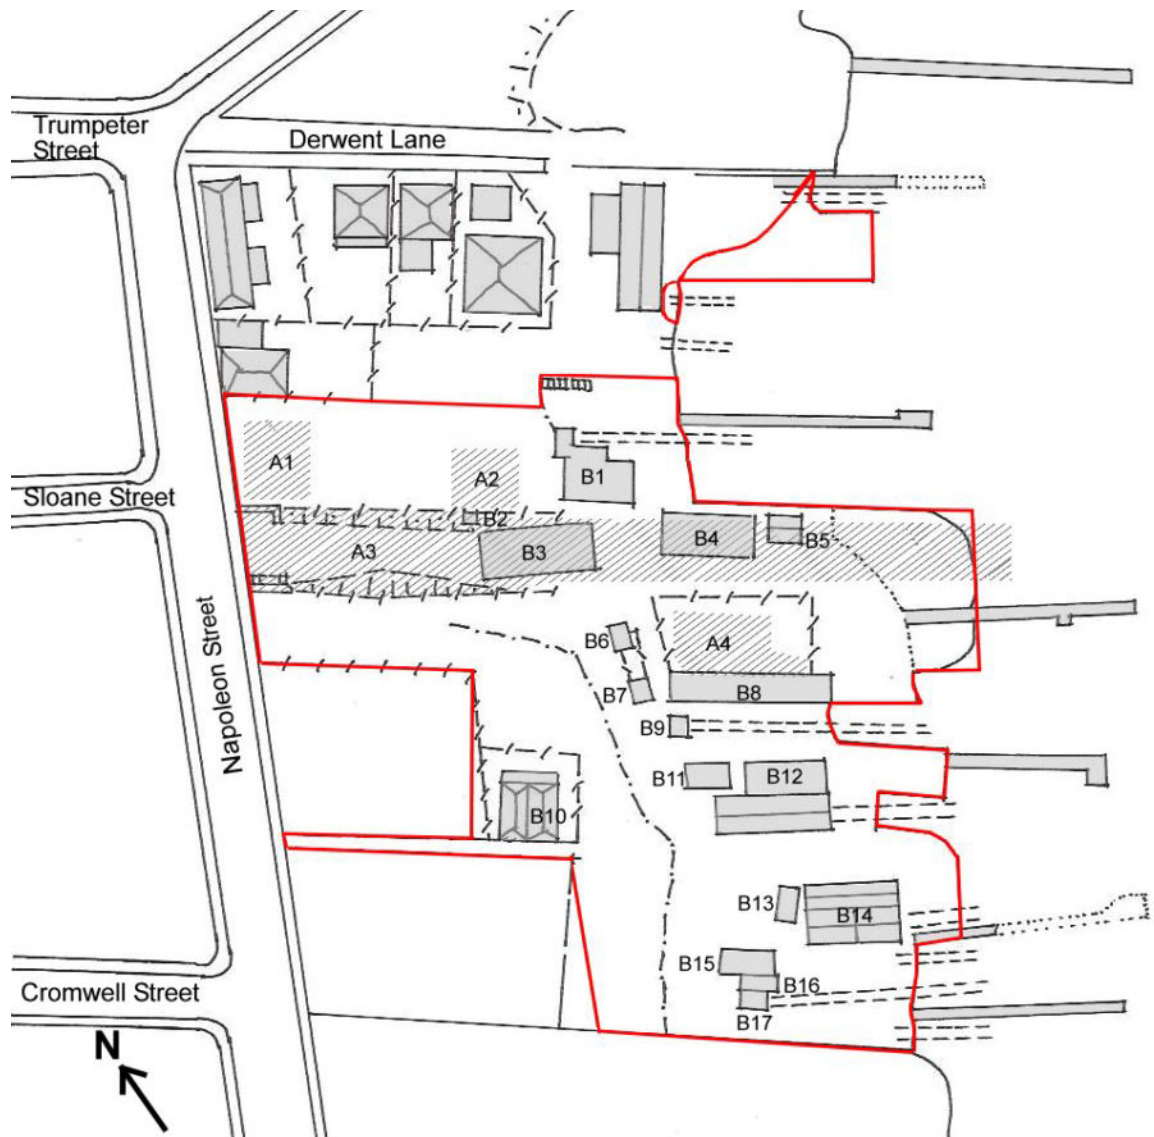 Trumpeter
Street
Derwent Lane
A1
A2
B1
Sloane Street
B2
A3
B3
B4
B5
B6
A4
Napoleon Street
B7
B8
B9
B11
B12
B10
B13
B14
B15
B16
Cromwell Street
B17
N